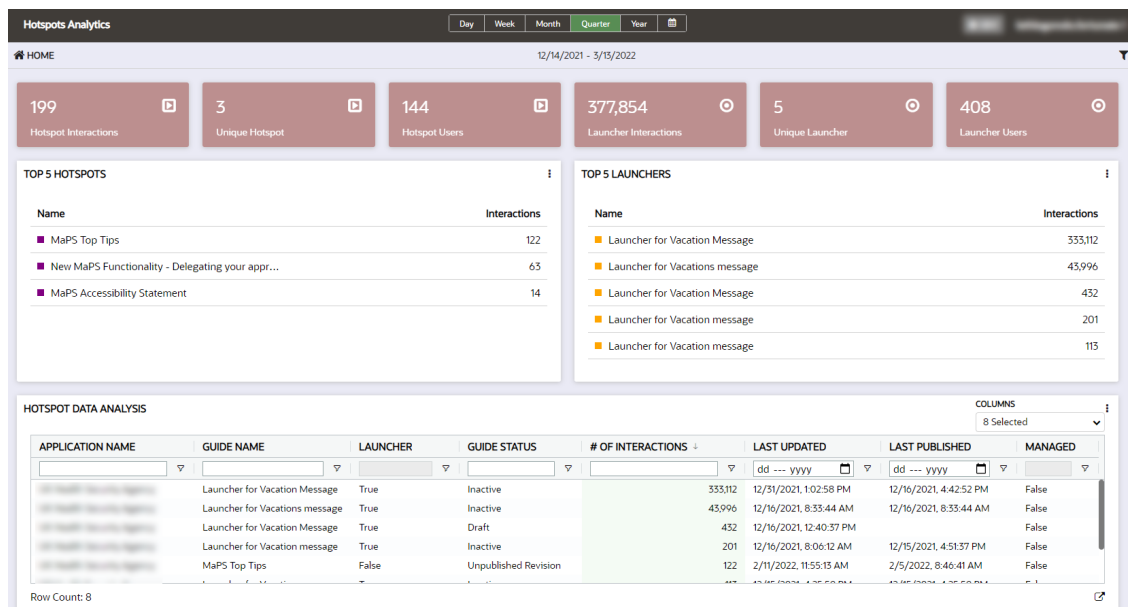 Hotspots Analytics
Day Week Month Quarter Year
HOME
12/14/2021 - 3/13/2022
199 3 144 377,854 5 408
Hotspot Interactions Unique Hotspot Hotspot Users Launcher Interactions Unique Launcher Launcher Users
TOP 5 HOTSPOTS
Name Interactions
MaPS Top Tips 122
New MaPS Functionality - Delegating your appr... 63
MaPS Accessibility Statement 14
TOP 5 LAUNCHERS
Name Interactions
Launcher for Vacation Message 333,112
Launcher for Vacations message 43,996
Launcher for Vacation Message 432
Launcher for Vacation message 201
Launcher for Vacation message 113
HOTSPOT DATA ANALYSIS
COLUMNS
8 Selected
APPLICATION NAME GUIDE NAME LAUNCHER GUIDE STATUS # OF INTERACTIONS LAST UPDATED LAST PUBLISHED MANAGED
dd --- yyyy dd --- yyyy
Launcher for Vacation Message True Inactive 333,112 12/31/2021, 1:02:58 PM 12/16/2021, 4:42:52 PM False
Launcher for Vacations message True Inactive 43,996 12/16/2021, 8:33:44 AM 12/16/2021, 8:33:44 AM False
Launcher for Vacation Message True Draft 432 12/16/2021, 12:40:37 PM False
Launcher for Vacation message True Inactive 201 12/16/2021, 8:06:12 AM 12/15/2021, 4:51:37 PM False
MaPS Top Tips False Unpublished Revision 122 2/11/2022, 11:55:13 AM 2/5/2022, 8:46:41 AM False
Row Count: 8